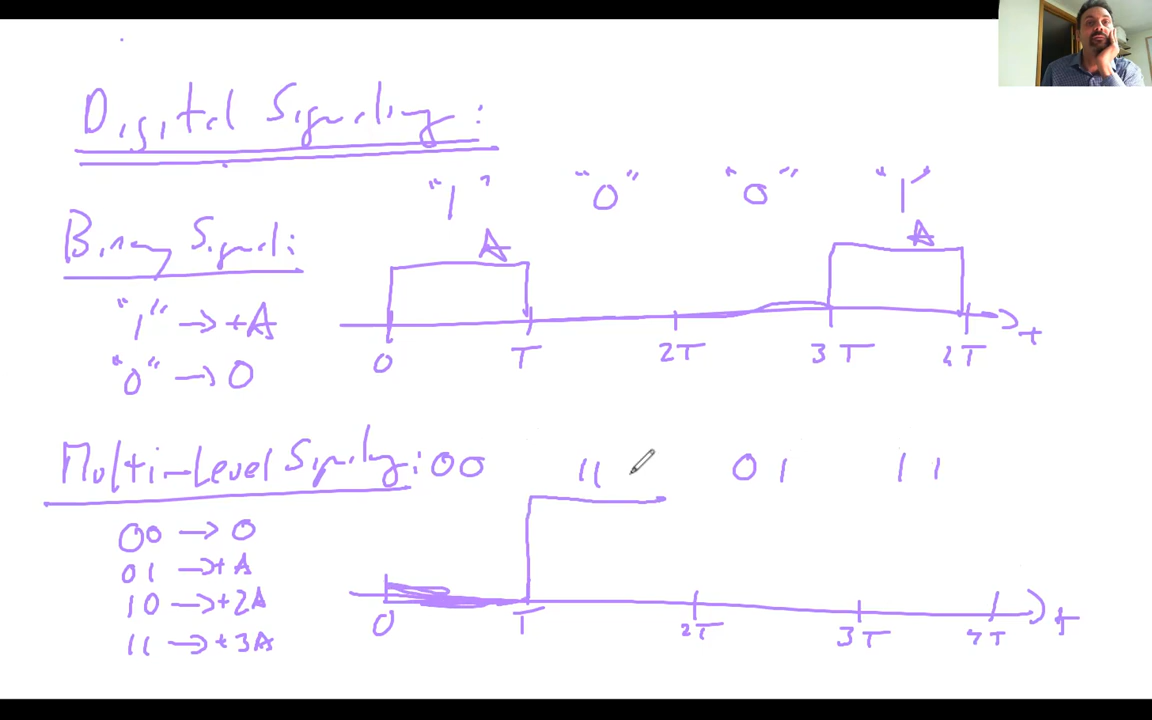 Digital Signaling:
"1" "0" "0" "1"
Binary Signal:
A A
"1" → +A
"0" → 0
0 T 2T 3T 4T t
Multi-Level Signaling: 00 11 01 11
00 → 0
01 → +A
10 → +2A
11 → +3A
0 T 2T 3T 4T t